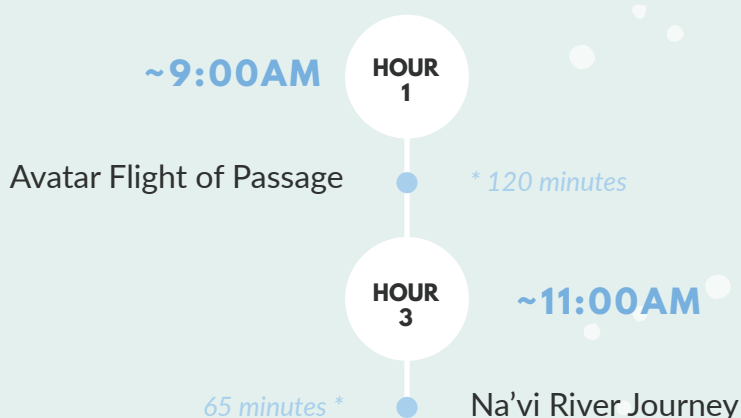 ~9:00AM
HOUR
1
Avatar Flight of Passage
* 120 minutes
HOUR
3
~11:00AM
65 minutes *
Na'vi River Journey